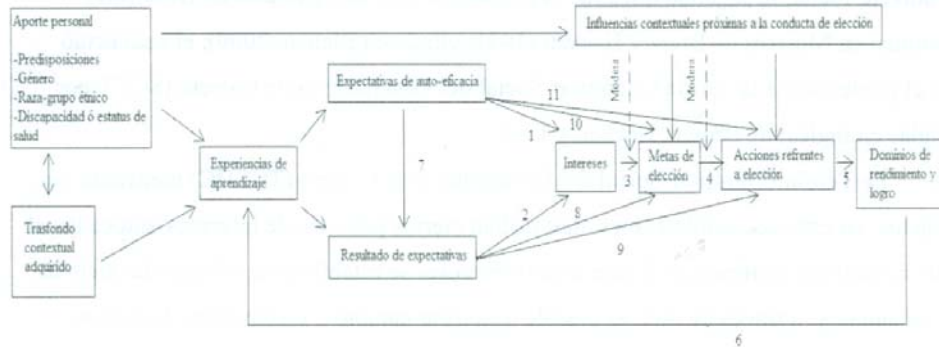 Aporte personal
-Predisposiciones
-Género
-Raza-grupo étnico
-Discapacidad ó estatus de
salud
Trasfondo
contextual
adquirido
Experiencias de
aprendizaje
Expectativas de auto-eficacia
7
Resultado de expectativas
Influencias contextuales próximas a la conducta de elección
Modera
Modera
11
10
1
2
8
9
Intereses
3
Metas de
elección
4
Acciones refrentes
a elección
5
Dominios de
rendimiento y
logro
6